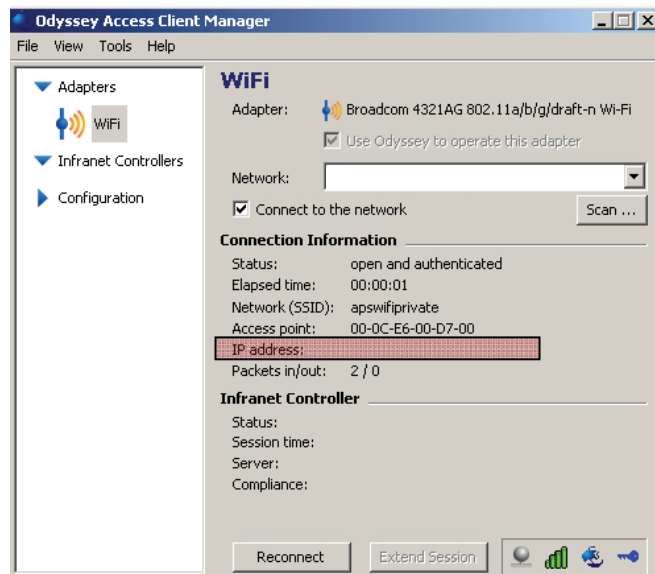 Odyssey Access Client Manager
File View Tools Help
Adapters
WiFi
Infranet Controllers
Configuration
WiFi
Adapter: Broadcom 4321AG 802.11a/b/g/draft-n Wi-Fi
Use Odyssey to operate this adapter
Network:
Connect to the network
Scan ...
Connection Information
Status: open and authenticated
Elapsed time: 00:00:01
Network (SSID): apswifiprivate
Access point: 00-0C-E6-00-D7-00
IP address:
Packets in/out: 2 / 0
Infranet Controller
Status:
Session time:
Server:
Compliance:
Reconnect Extend Session